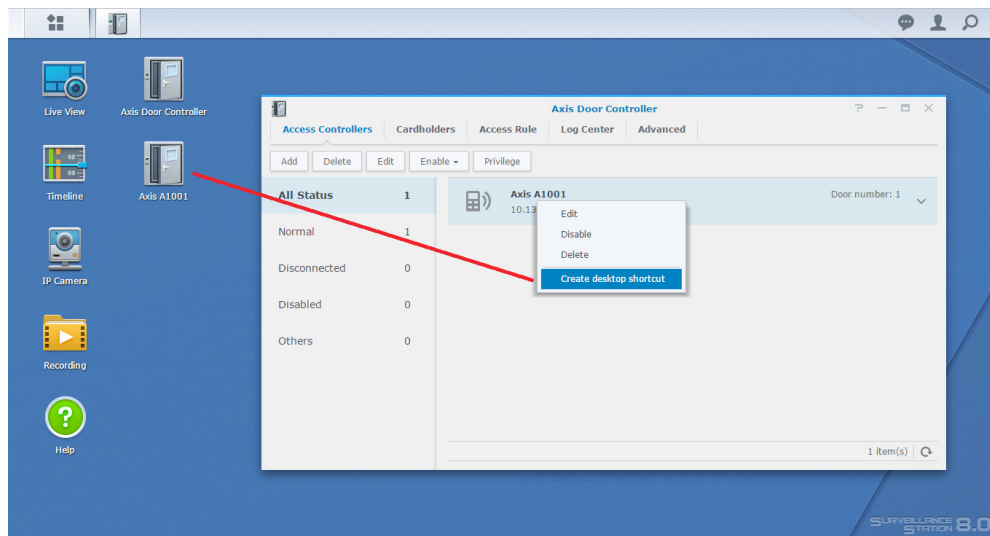 Live View
Axis Door Controller
Timeline
Axis A1001
IP Camera
Recording
Help
Axis Door Controller
Access Controllers Cardholders Access Rule Log Center Advanced
Add Delete Edit Enable Privilege
All Status 1
Normal 1
Disconnected 0
Disabled 0
Others 0
Axis A1001
10.13
Door number: 1
Edit
Disable
Delete
Create desktop shortcut
1 item(s)
SURVEILLANCE
STATION 8.0